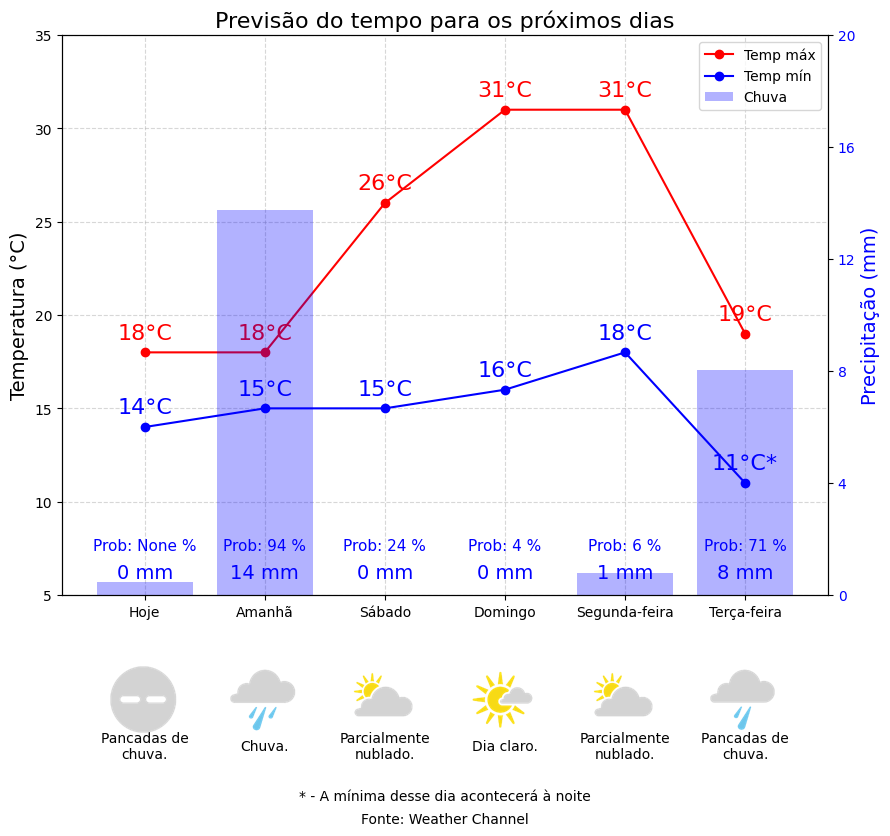 Previsão do tempo para os próximos dias
35
30
25
20
15
10
5
Temperatura (°C)
20
16
12
8
4
0
Precipitação (mm)
Temp máx
Temp mín
Chuva
31°C 31°C
26°C
18°C 18°C 19°C
14°C 15°C 15°C 16°C 18°C 11°C*
Prob: None % Prob: 94 % Prob: 24 % Prob: 4 % Prob: 6 % Prob: 71 %
0 mm 14 mm 0 mm 0 mm 1 mm 8 mm
Hoje Amanhã Sábado Domingo Segunda-feira Terça-feira
Pancadas de
chuva.
Chuva.
Parcialmente
nublado.
Dia claro.
Parcialmente
nublado.
Pancadas de
chuva.
* - A mínima desse dia acontecerá à noite
Fonte: Weather Channel